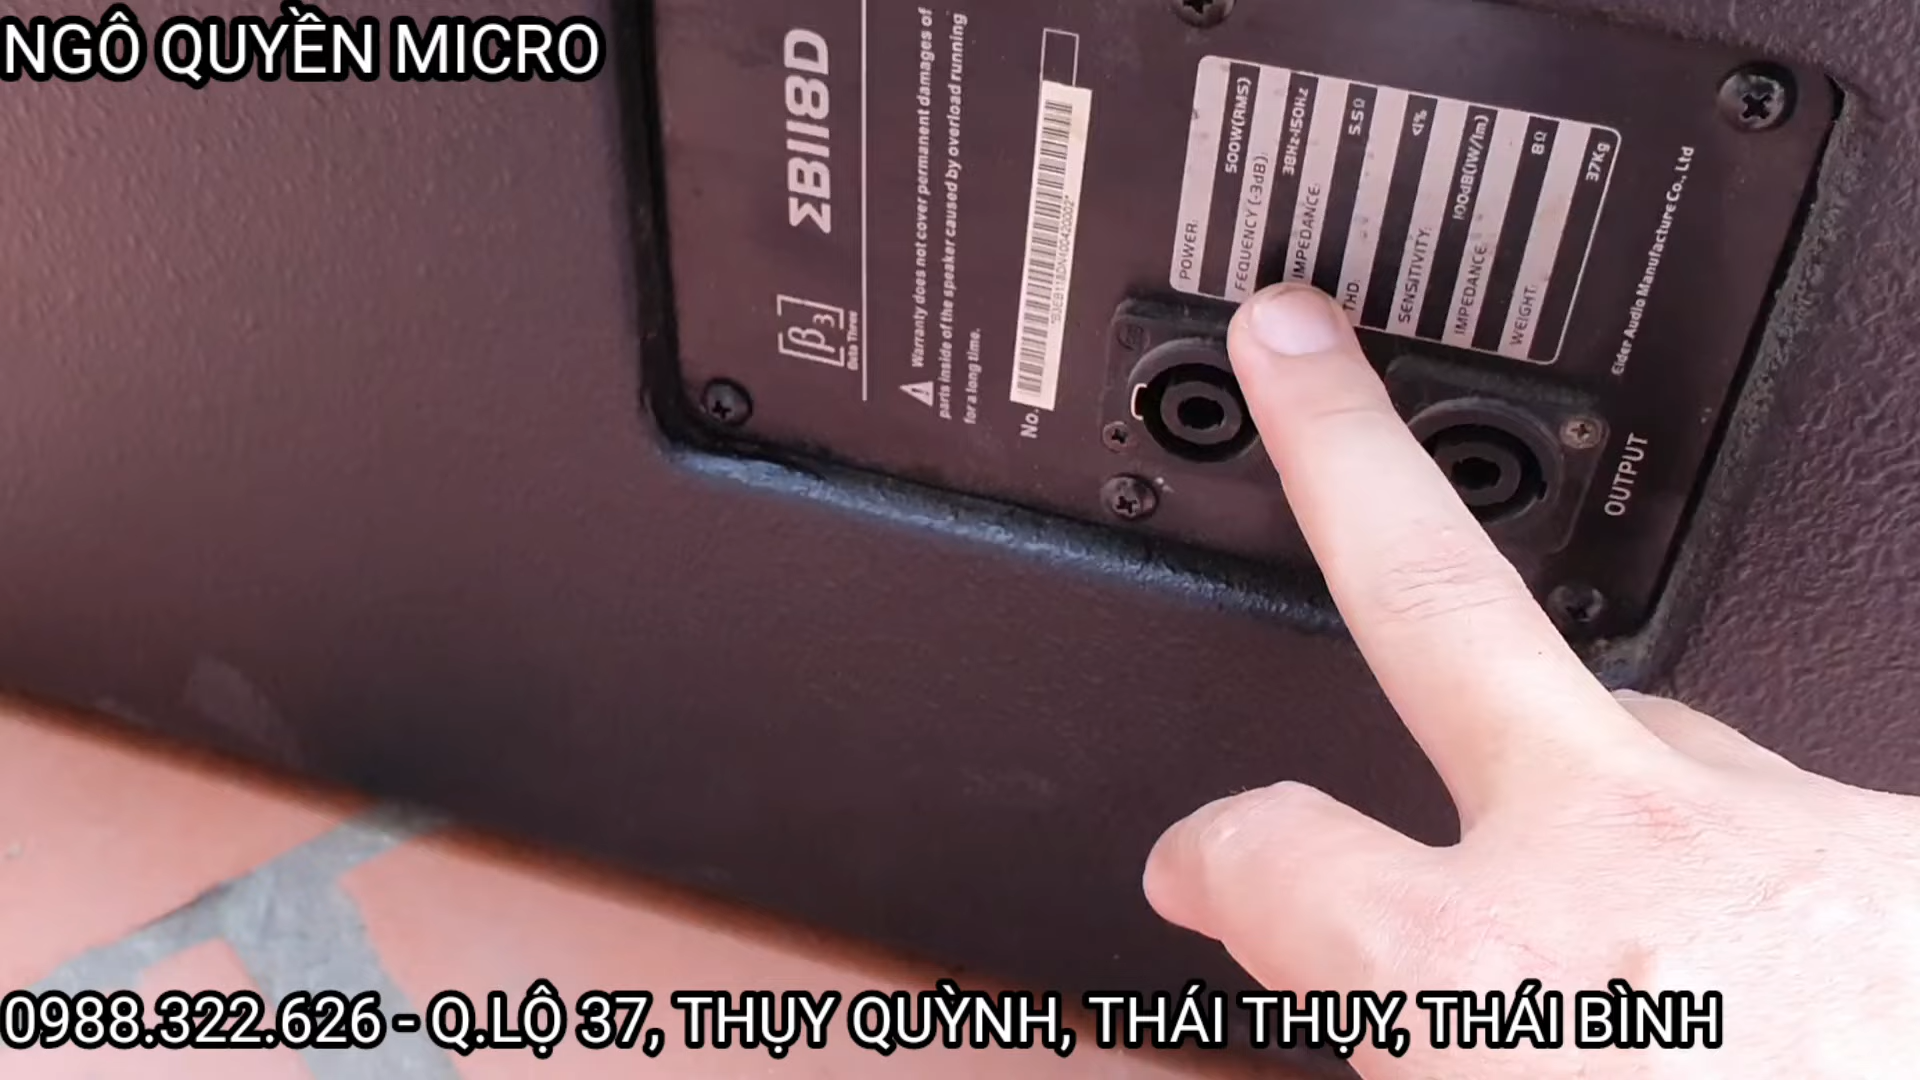 NGÔ QUYỀN MICRO
ΣB118D
[β3]
Beta Three
Warranty does not cover permanent damages of
parts inside of the speaker caused by overload running
for a long time.
No.
POWER: 500W(RMS)
FEQUENCY(-3dB): 38Hz-150Hz
IMPEDANCE: 5.5Ω
THD: <1%
SENSITIVITY: 100dB(1W/1m)
IMPEDANCE: 8Ω
WEIGHT: 37Kg
Elder Audio Manufacture Co., Ltd
OUTPUT
0988.322.626 - Q.LỘ 37, THỤY QUỲNH, THÁI THỤY, THÁI BÌNH